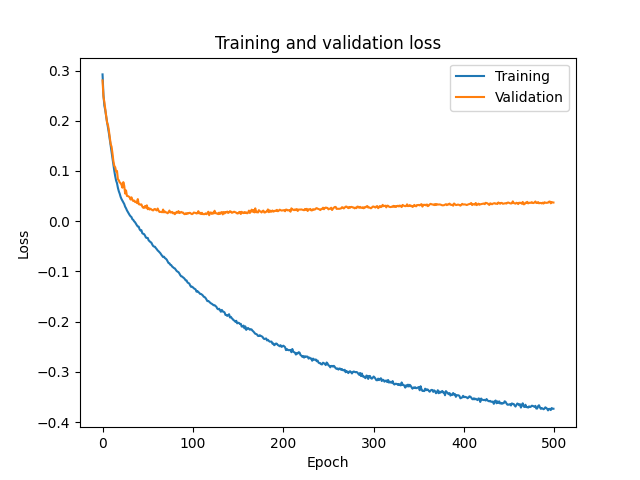 Training and validation loss
Training
Validation
0.3
0.2
0.1
0.0
−0.1
−0.2
−0.3
−0.4
Loss
0
100
200
300
400
500
Epoch